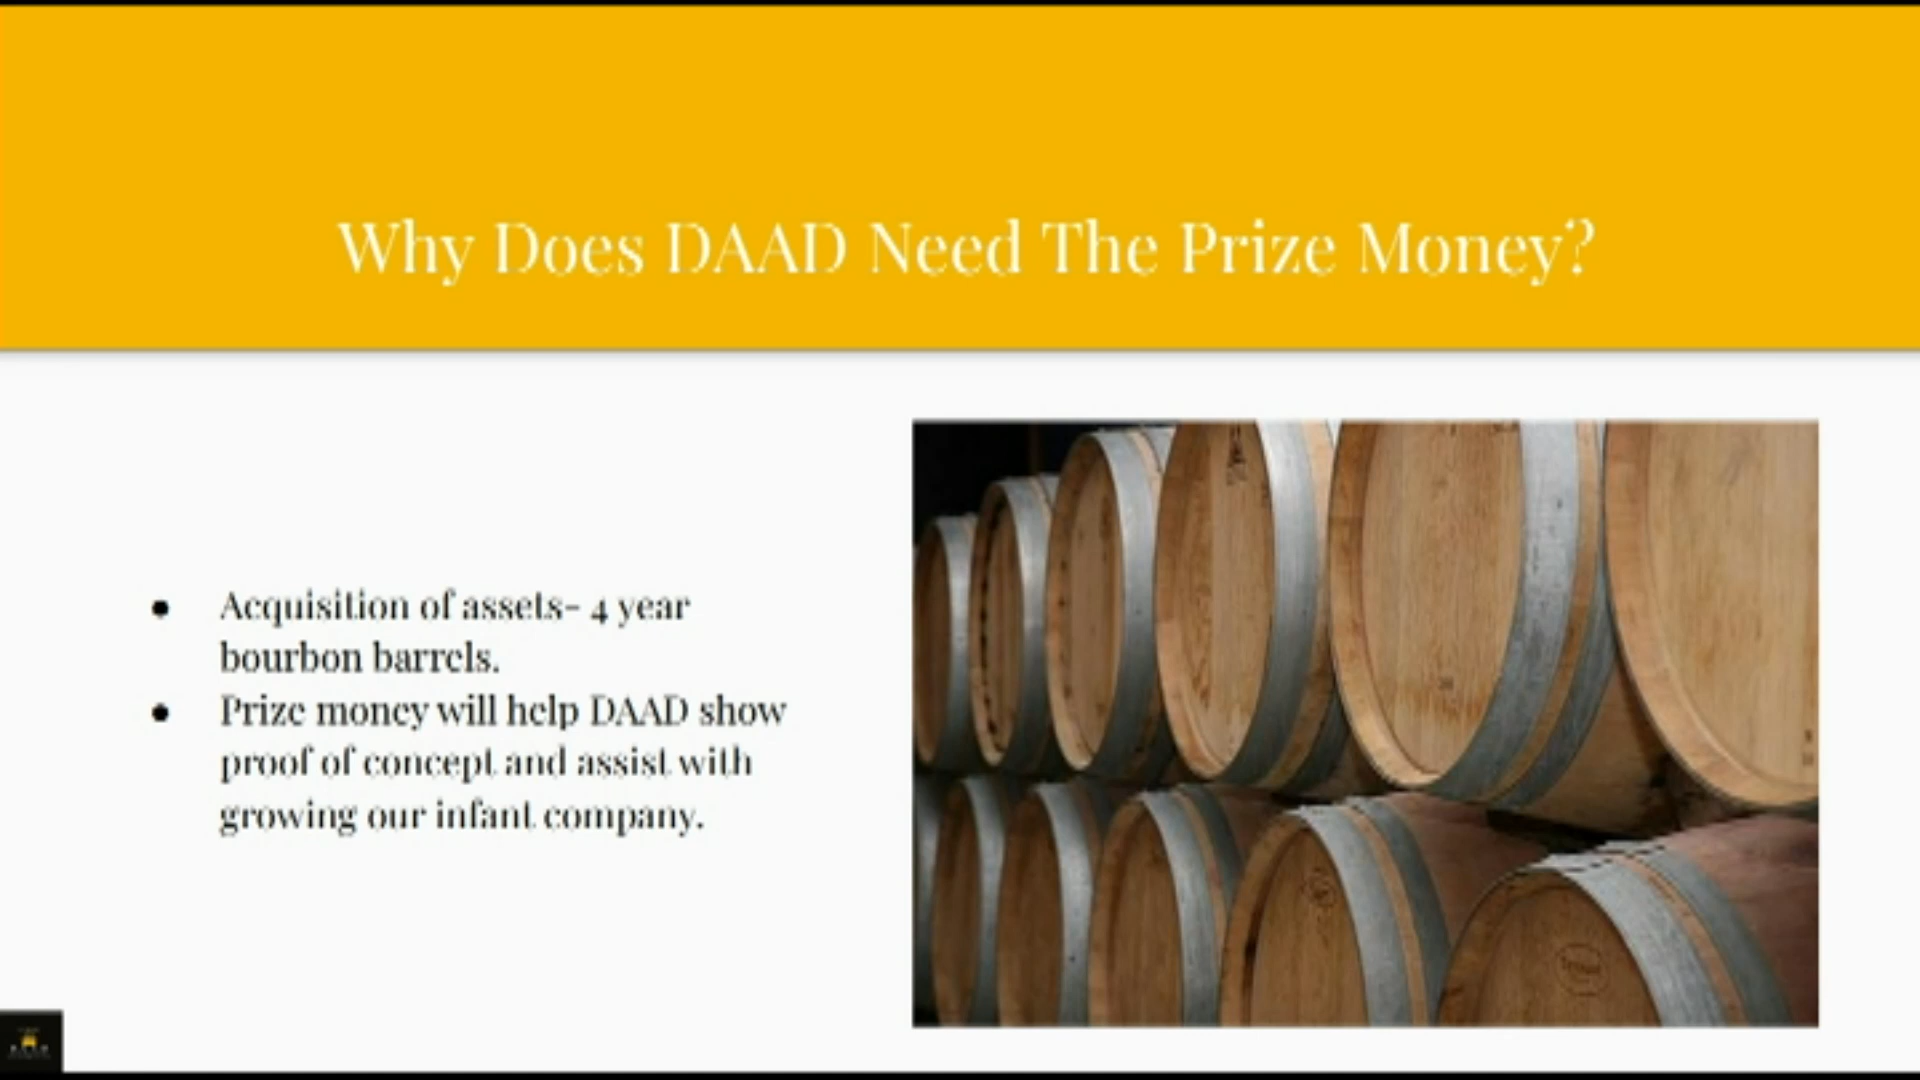 Why Does DAAD Need The Prize Money?
● Acquisition of assets- 4 year
bourbon barrels.
● Prize money will help DAAD show
proof of concept and assist with
growing our infant company.